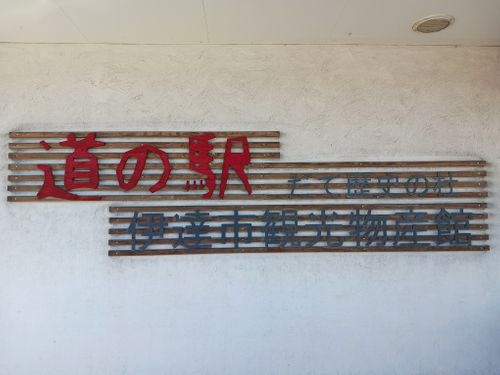 道の駅 だて歴史の杜
伊達市観光物産館